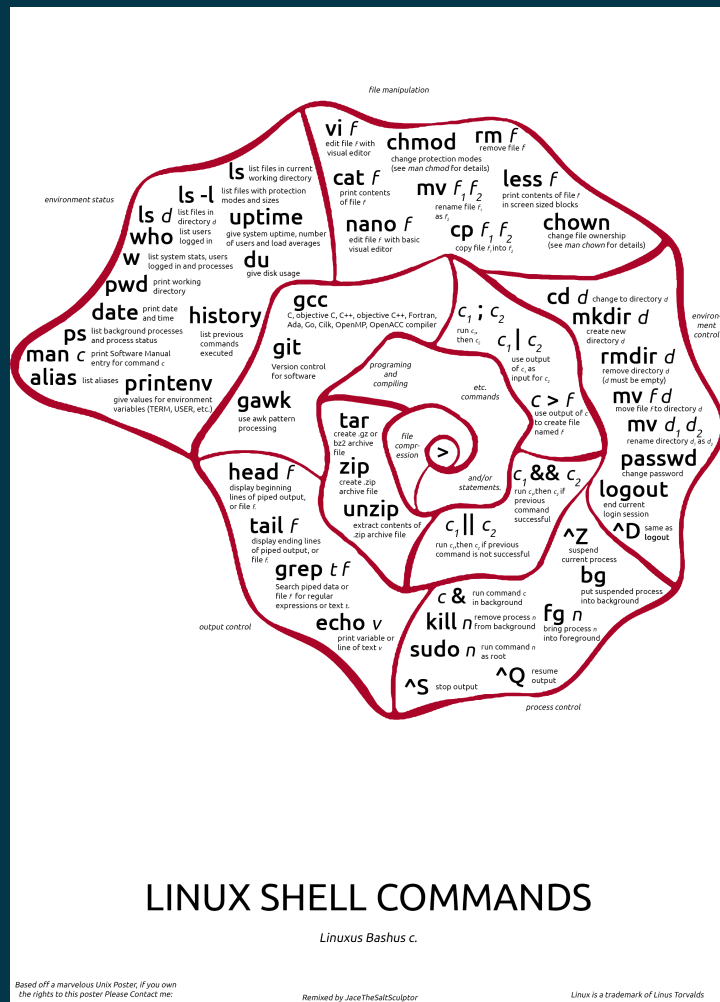 file manipulation
vi f
edit file f with
visual editor
chmod
change protection modes
(see man chmod for details)
rm f
remove file f
cat f
print contents
of file f
mv f1 f2
rename file f1
as f2
less f
print contents of file f
in screen sized blocks
nano f
edit file f with basic
visual editor
cp f1 f2
copy file f1 into f2
chown
change file ownership
(see man chown for details)
environment status
ls list files in current
working directory
ls -l list files with protection
modes and sizes
ls d list files in
directory d
uptime
give system uptime, number
of users and load averages
who list users
logged in
w list system stats, users
logged in and processes
du
give disk usage
pwd print working
directory
date print date
and time
history
list previous
commands
executed
ps list background processes
and process status
man c print Software Manual
entry for command c
alias list aliases
printenv
give values for environment
variables (TERM, USER, etc.)
gcc
C, objective C, C++, objective C++, Fortran,
Ada, Go, Cilk, OpenMP, OpenACC compiler
git
Version control
for software
gawk
use awk pattern
processing
programing
and
compiling
c1 ; c2
run c1,
then c2
c1 | c2
use output
of c1 as
input for c2
c > f
use output of c
to create file
named f
etc.
commands
c1 && c2
run c1,then c2 if
previous
command
successful
c1 || c2
run c1,then c2 if previous
command is not successful
and/or
statements.
environ-
ment
control
cd d change to directory d
mkdir d
create new
directory d
rmdir d
remove directory d
(d must be empty)
mv f d
move file f to directory d
mv d1 d2
rename directory d1 as d2
passwd
change password
logout
end current
login session
^D same as
logout
tar
create .gz or
bz2 archive
file
zip
create .zip
archive file
unzip
extract contents of
.zip archive file
file
compr-
ession
>
head f
display beginning
lines of piped output,
or file f.
tail f
display ending lines
of piped output, or
file f.
grep t f
Search piped data or
file f for regular
expressions or text t.
echo v
print variable or
line of text v
output control
^Z
suspend
current process
bg
put suspended process
into background
c & run command c
in background
kill n remove process n
from background
fg n
bring process n
into foreground
sudo n run command n
as root
^S stop output
^Q resume
output
process control
LINUX SHELL COMMANDS
Linuxus Bashus c.
Based off a marvelous Unix Poster, if you own
the rights to this poster Please Contact me:
Remixed by JaceTheSaltSculptor
Linux is a trademark of Linus Torvalds